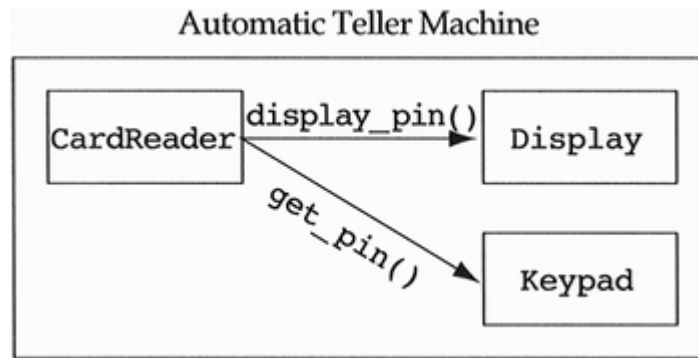 Automatic Teller Machine
CardReader
display_pin()
Display
get_pin()
Keypad